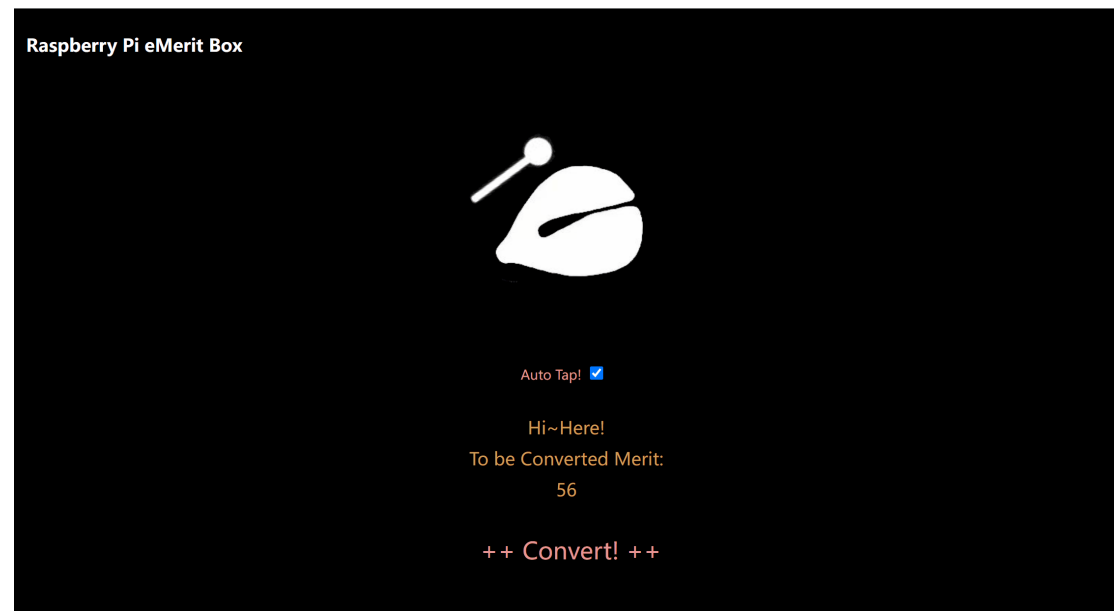 Raspberry Pi eMerit Box
Auto Tap!
Hi~Here!
To be Converted Merit:
56
++ Convert! ++